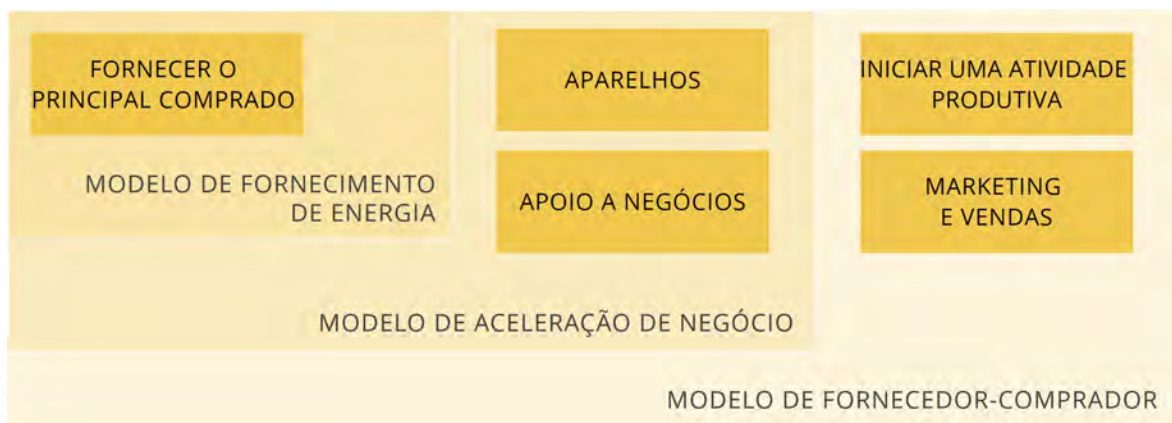 FORNECER O
PRINCIPAL COMPRADO
MODELO DE FORNECIMENTO
DE ENERGIA
APARELHOS
APOIO A NEGÓCIOS
MODELO DE ACELERAÇÃO DE NEGÓCIO
INICIAR UMA ATIVIDADE
PRODUTIVA
MARKETING
E VENDAS
MODELO DE FORNECEDOR-COMPRADOR